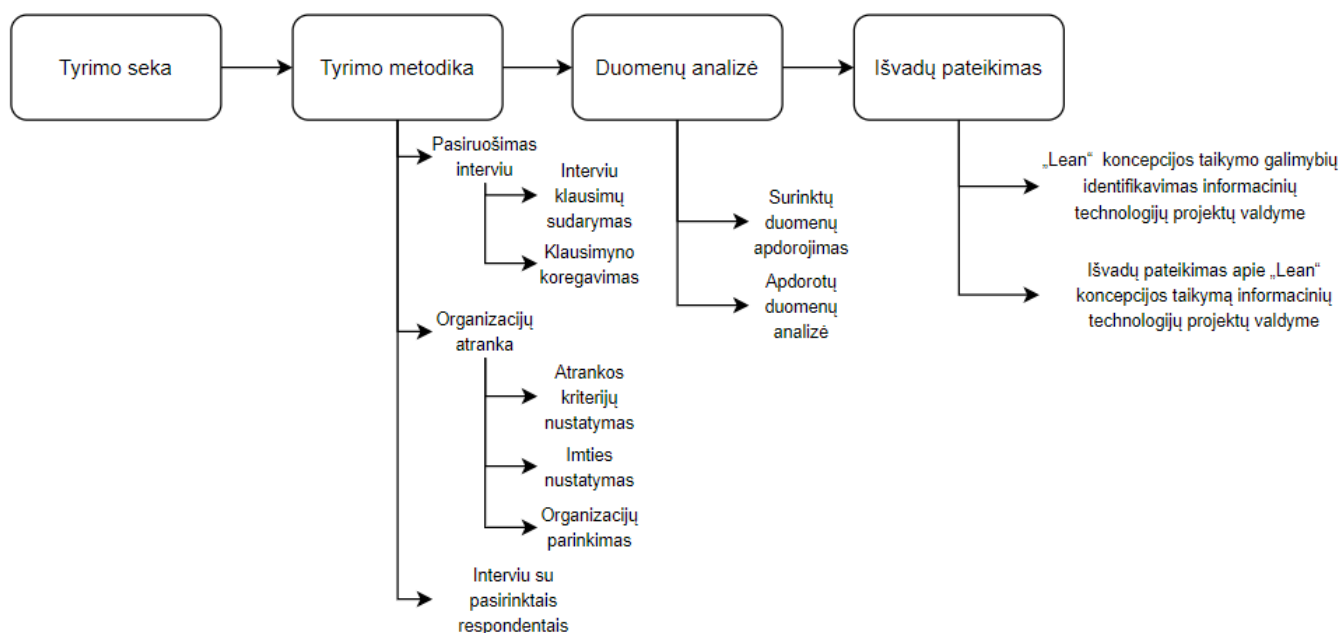 Tyrimo seka
Tyrimo metodika
Duomenų analizė
Išvadų pateikimas
Pasiruošimas
interviu
Interviu
klausimų
sudarymas
Klausimyno
koregavimas
Organizacijų
atranka
Atrankos
kriterijų
nustatymas
Imties
nustatymas
Organizacijų
parinkimas
Interviu su
pasirinktais
respondentais
Surinktų
duomenų
apdorojimas
Apdorotų
duomenų
analizė
„Lean“ koncepcijos taikymo galimybių
identifikavimas informacinių
technologijų projektų valdyme
Išvadų pateikimas apie „Lean“
koncepcijos taikymą informacinių
technologijų projektų valdyme